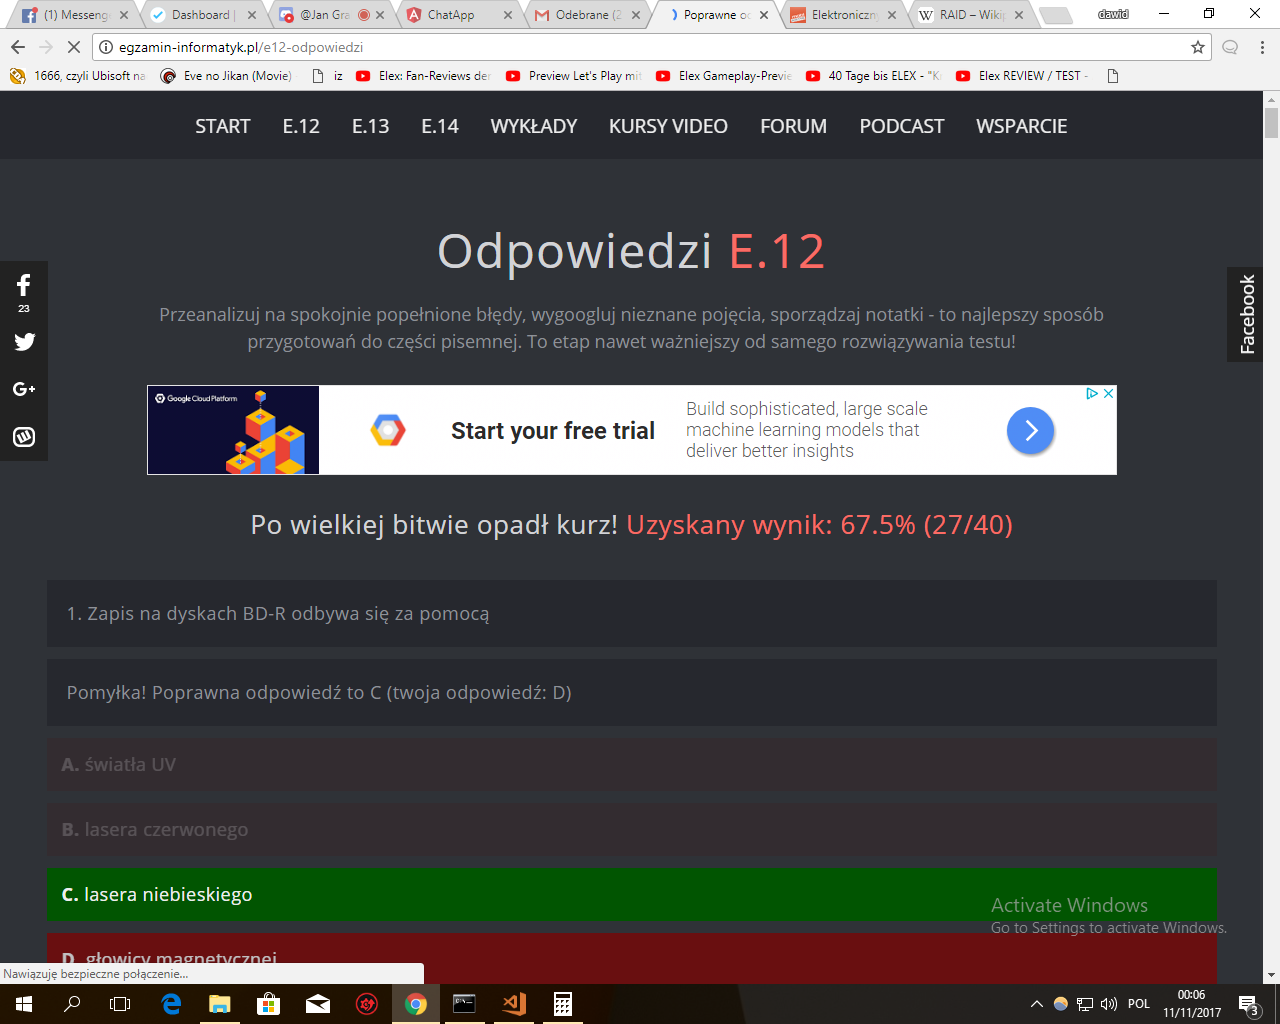 (1) Messeng
Dashboard |
@Jan Gra
ChatApp
Odebrane (2
Poprawne o
Elektroniczn
RAID – Wikip
dawid
egzamin-informatyk.pl/e12-odpowiedzi
1666, czyli Ubisoft na
Eve no Jikan (Movie)
iz
Elex: Fan-Reviews der
Preview Let's Play mit
Elex Gameplay-Previe
40 Tage bis ELEX - "K
Elex REVIEW / TEST -
START E.12 E.13 E.14 WYKŁADY KURSY VIDEO FORUM PODCAST WSPARCIE
Odpowiedzi E.12
23
Facebook
Przeanalizuj na spokojnie popełnione błędy, wygoogluj nieznane pojęcia, sporządzaj notatki - to najlepszy sposób
przygotowań do części pisemnej. To etap nawet ważniejszy od samego rozwiązywania testu!
Google Cloud Platform
Start your free trial
Build sophisticated, large scale
machine learning models that
deliver better insights
Po wielkiej bitwie opadł kurz! Uzyskany wynik: 67.5% (27/40)
1. Zapis na dyskach BD-R odbywa się za pomocą
Pomyłka! Poprawna odpowiedź to C (twoja odpowiedź: D)
A. światła UV
B. lasera czerwonego
C. lasera niebieskiego
D. głowicy magnetycznej
Activate Windows
Go to Settings to activate Windows.
Nawiązuję bezpieczne połączenie...
POL
00:06
11/11/2017
3